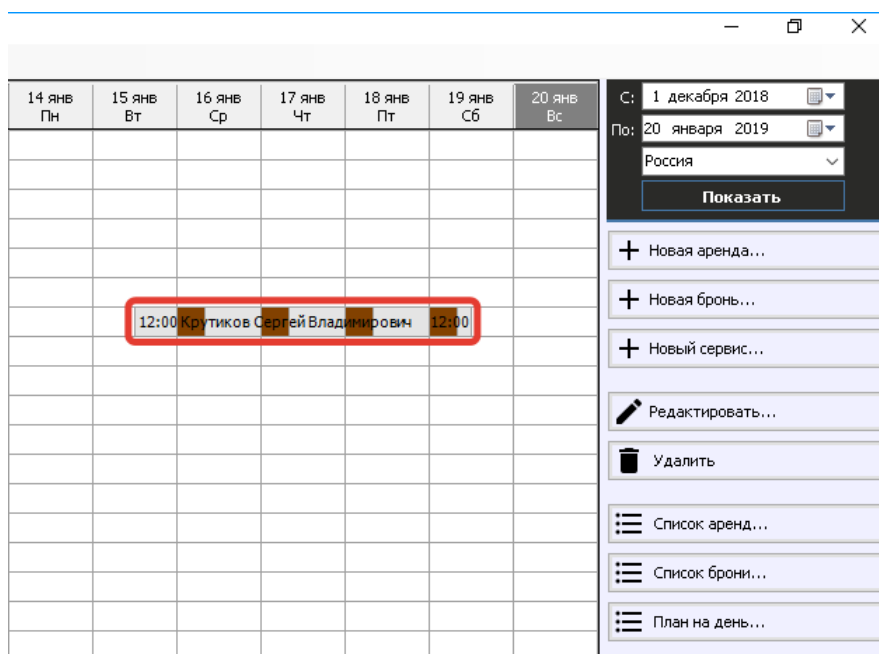 14 янв 15 янв 16 янв 17 янв 18 янв 19 янв 20 янв
Пн Вт Ср Чт Пт Сб Вс
12:00 Крутиков Сергей Владимирович 12:00
С: 1 декабря 2018
По: 20 января 2019
Россия
Показать
Новая аренда...
Новая бронь...
Новый сервис...
Редактировать...
Удалить
Список аренд...
Список брони...
План на день...